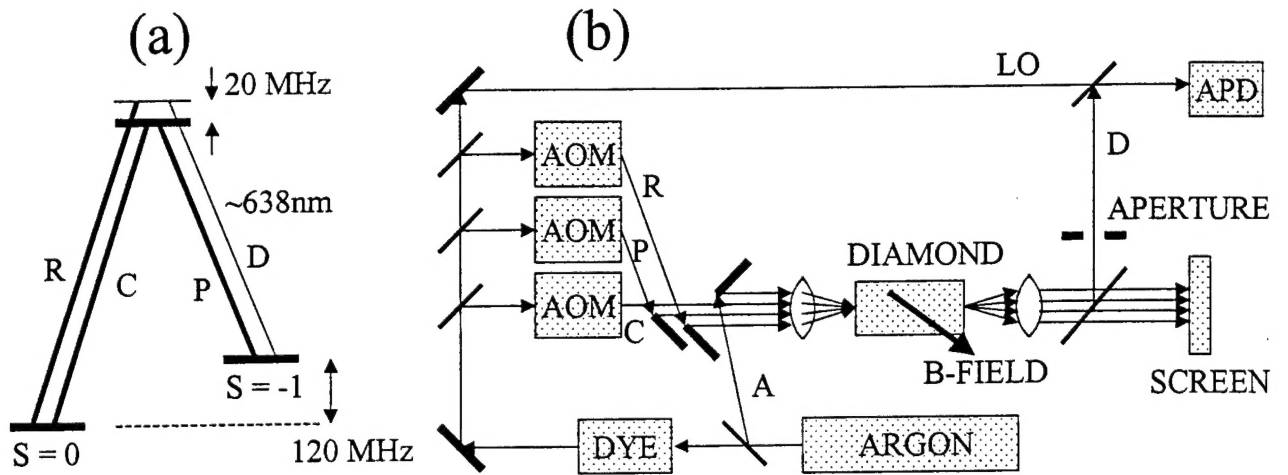 (a)
20 MHz
~638nm
R
C
P
D
S = -1
S = 0
120 MHz
(b)
LO
APD
AOM
R
D
AOM
P
APERTURE
DIAMOND
AOM
C
B-FIELD
SCREEN
A
DYE
ARGON